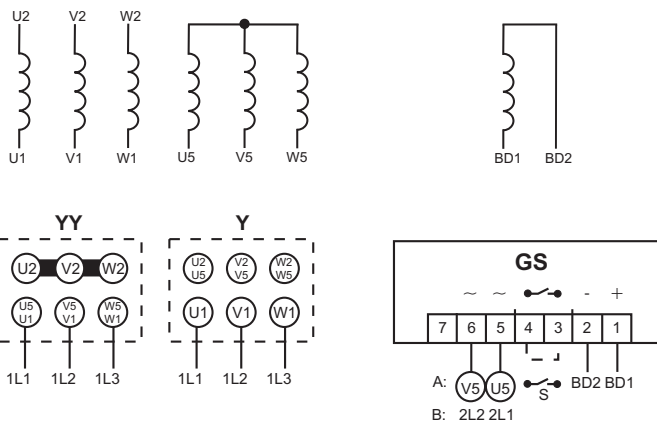 U2 V2 W2
U1 V1 W1 U5 V5 W5 BD1 BD2
YY Y
U2 V2 W2
U2 U5
V2 V5
W2 W5
U5 U1
V5 V1
W5 W1
U1 V1 W1
1L1 1L2 1L3 1L1 1L2 1L3
GS
~ ~ - +
7 6 5 4 3 2 1
A: V5 U5 S BD2 BD1
B: 2L2 2L1